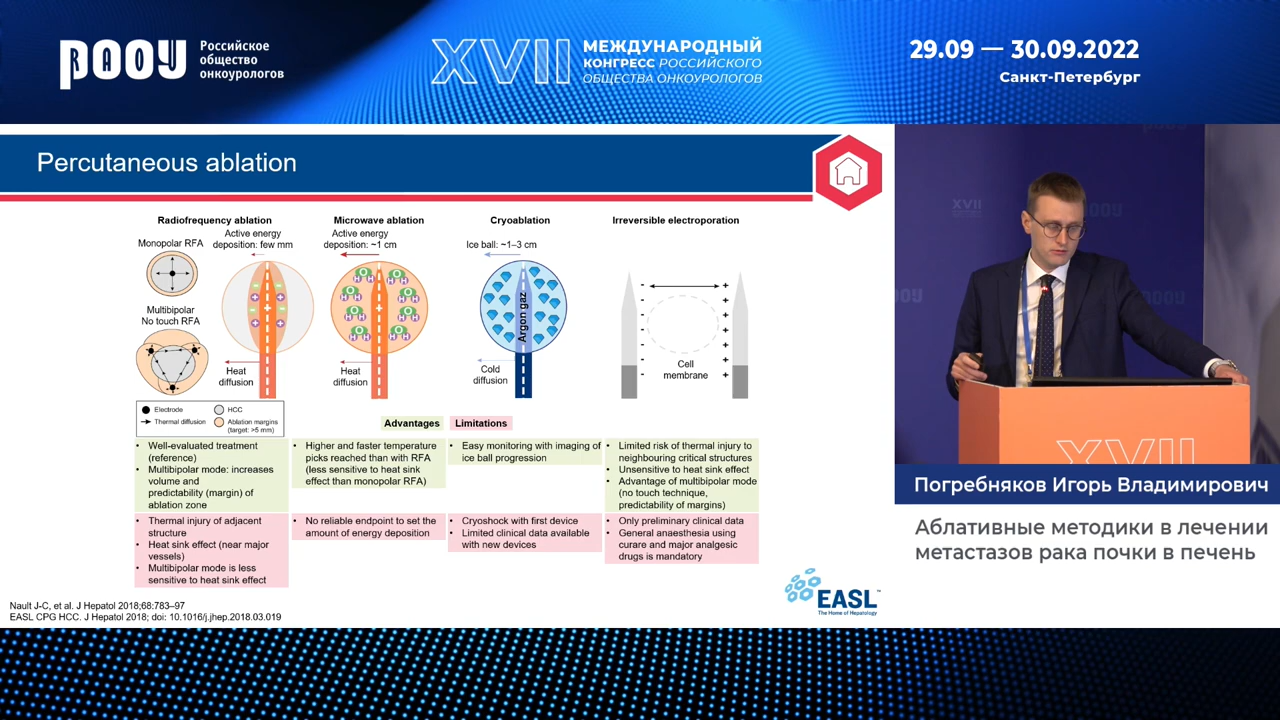 РАОУ
Российское
общество
онкоурологов
XVII
МЕЖДУНАРОДНЫЙ
КОНГРЕСС РОССИЙСКОГО
ОБЩЕСТВА ОНКОУРОЛОГОВ
29.09 — 30.09.2022
Санкт-Петербург
Percutaneous ablation
Radiofrequency ablation
Monopolar RFA
Active energy
deposition: few mm
Multibipolar
No touch RFA
Heat
diffusion
Electrode
HCC
Thermal diffusion
Ablation margins
(target: >5 mm)
Microwave ablation
Active energy
deposition: ~1 cm
O
H
H
Heat
diffusion
Cryoablation
Ice ball: ~1–3 cm
Argon gaz
Cold
diffusion
Irreversible electroporation
Cell
membrane
Advantages
Limitations
• Well-evaluated treatment
(reference)
• Multibipolar mode: increases
volume and
predictability (margin) of
ablation zone
• Higher and faster temperature
picks reached than with RFA
(less sensitive to heat sink
effect than monopolar RFA)
• Easy monitoring with imaging of
ice ball progression
• Limited risk of thermal injury to
neighbouring critical structures
• Unsensitive to heat sink effect
• Advantage of multibipolar mode
(no touch technique,
predictability of margins)
• Thermal injury of adjacent
structure
• Heat sink effect (near major
vessels)
• Multibipolar mode is less
sensitive to heat sink effect
• No reliable endpoint to set the
amount of energy deposition
• Cryoshock with first device
• Limited clinical data available
with new devices
• Only preliminary clinical data
• General anaesthesia using
curare and major analgesic
drugs is mandatory
Nault J-C, et al. J Hepatol 2018;68:783–97
EASL CPG HCC. J Hepatol 2018; doi: 10.1016/j.jhep.2018.03.019
EASL™
The Home of Hepatology
XVII
Погребняков Игорь Владимирович
Аблативные методики в лечении
метастазов рака почки в печень